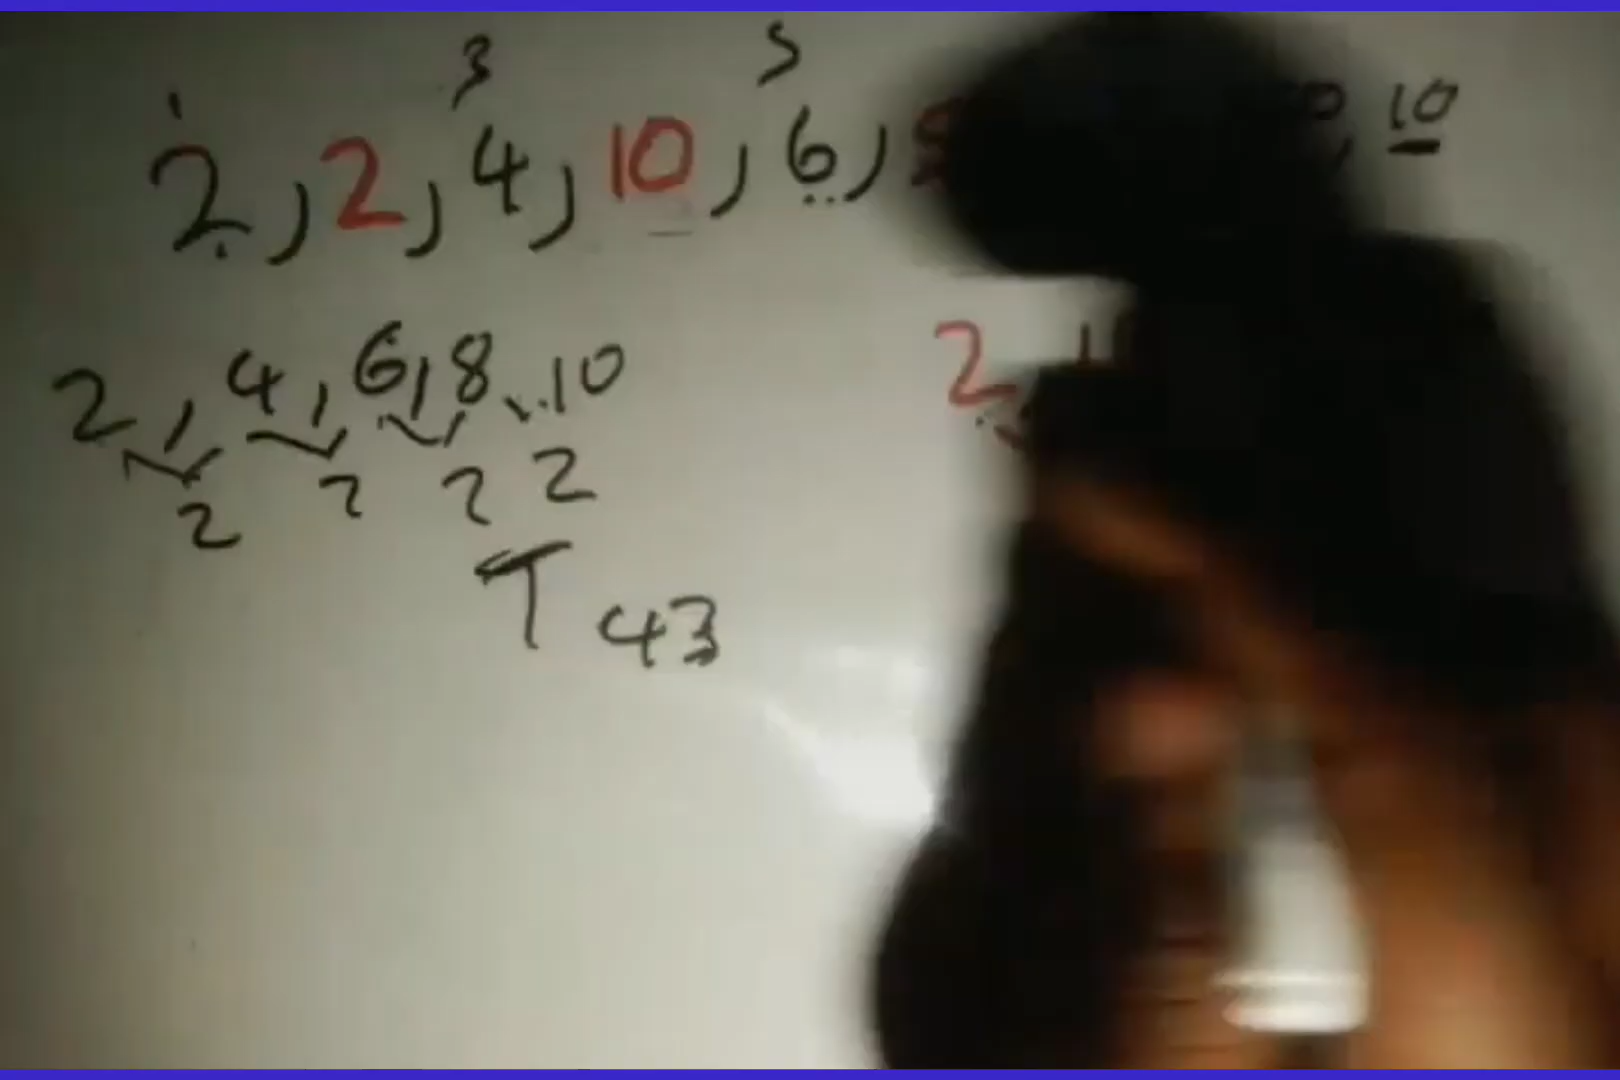 1 3 5
2, 2, 4, 10, 6, 10
2, 4, 6, 8, ..10
2
2 2 2 2
T 43